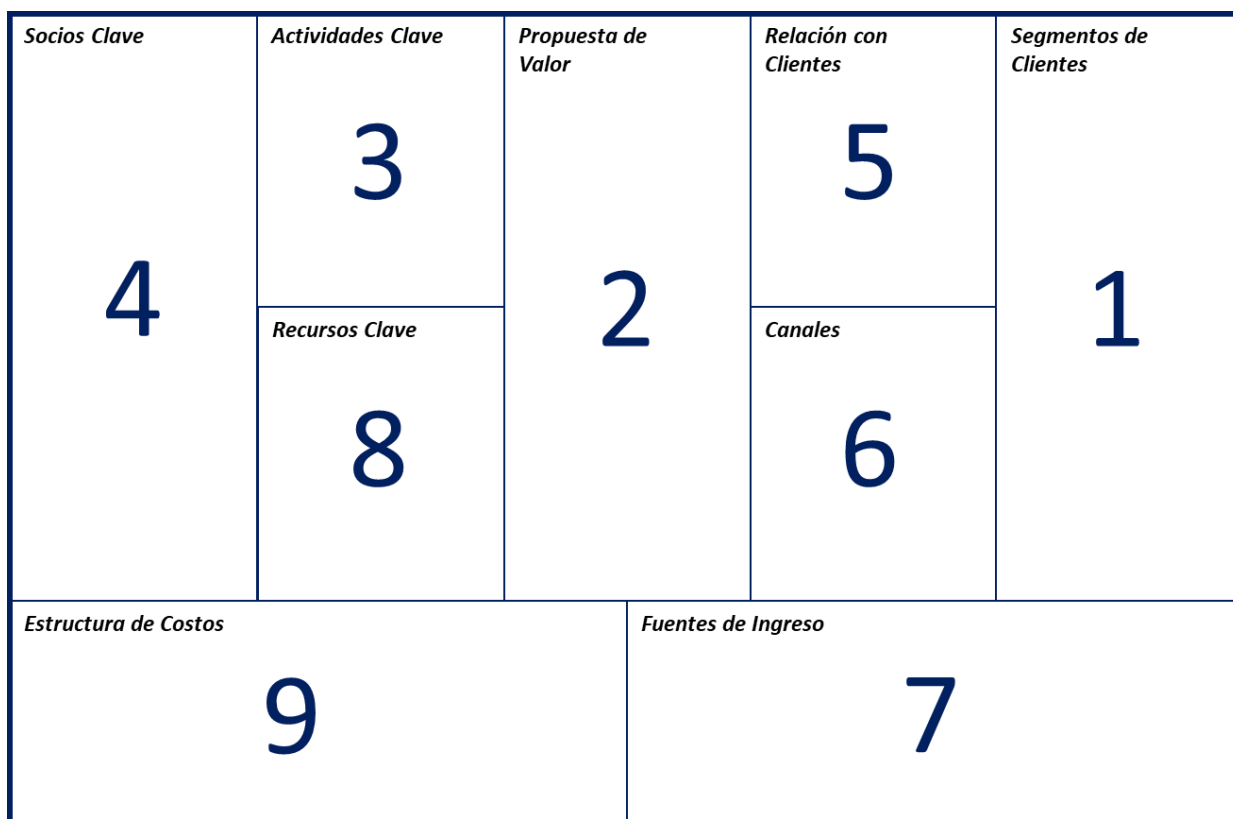 Socios Clave
4
Actividades Clave
3
Recursos Clave
8
Propuesta de
Valor
2
Relación con
Clientes
5
Canales
6
Segmentos de
Clientes
1
Estructura de Costos
9
Fuentes de Ingreso
7